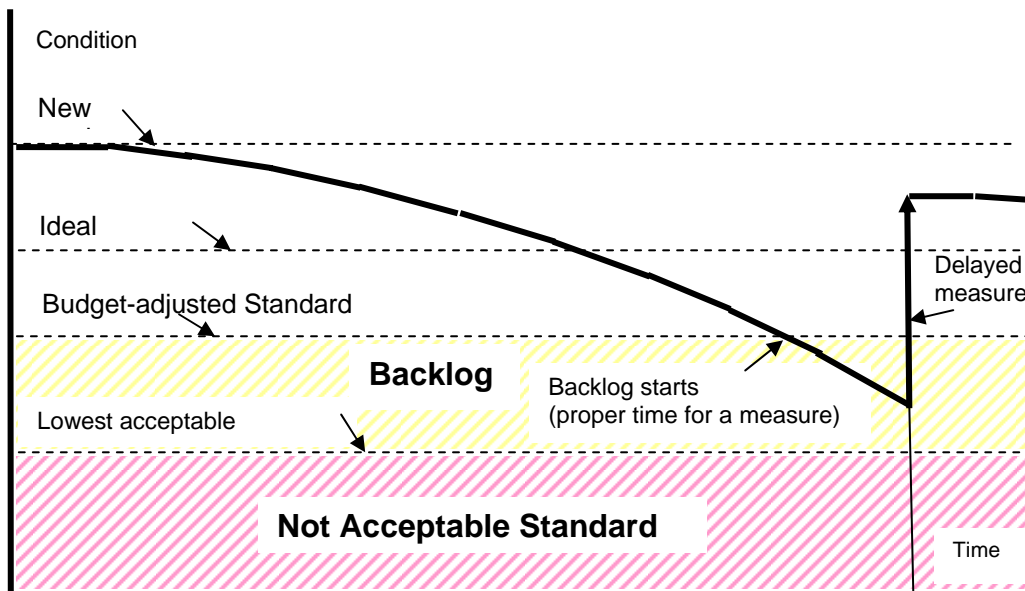 Condition
New
Ideal
Delayed
measure
Budget-adjusted Standard
Backlog
Backlog starts
(proper time for a measure)
Lowest acceptable
Not Acceptable Standard
Time